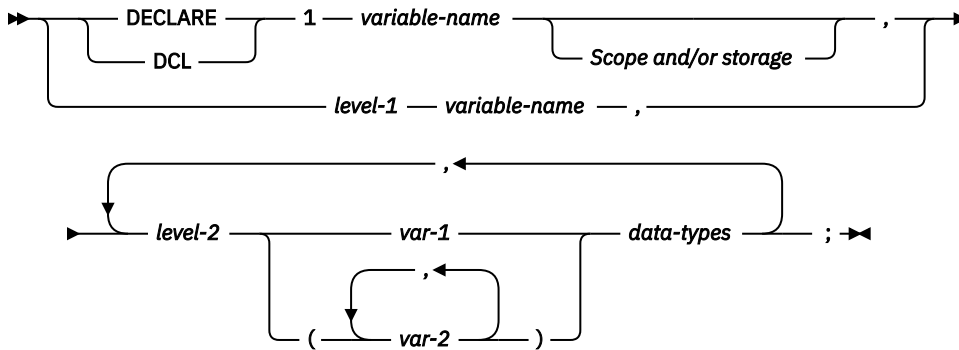 DECLARE 1 variable-name ,
DCL Scope and/or storage
level-1 variable-name ,
,
level-2 var-1 data-types ;
,
( var-2 )